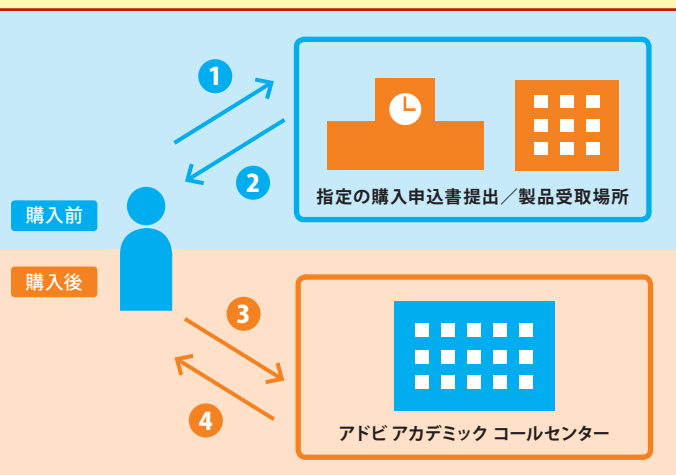 1
2
指定の購入申込書提出／製品受取場所
購入前
購入後
3
4
アドビ アカデミック コールセンター